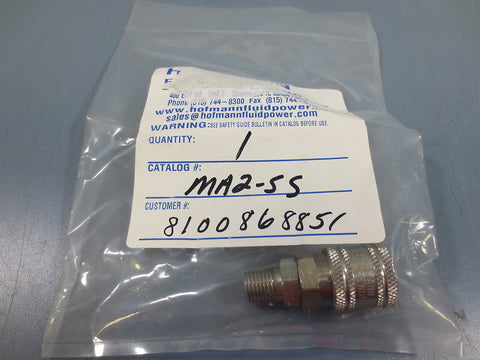 Phone (815) 744-8300 Fax (815) 744
www.hofmannfluidpower.com
sales@hofmannfluidpower.com
WARNING: SEE SAFETY GUIDE BULLETIN IN CATALOG BEFORE USE.
QUANTITY: 1
CATALOG #: MA2-SS
CUSTOMER #: 8100868851